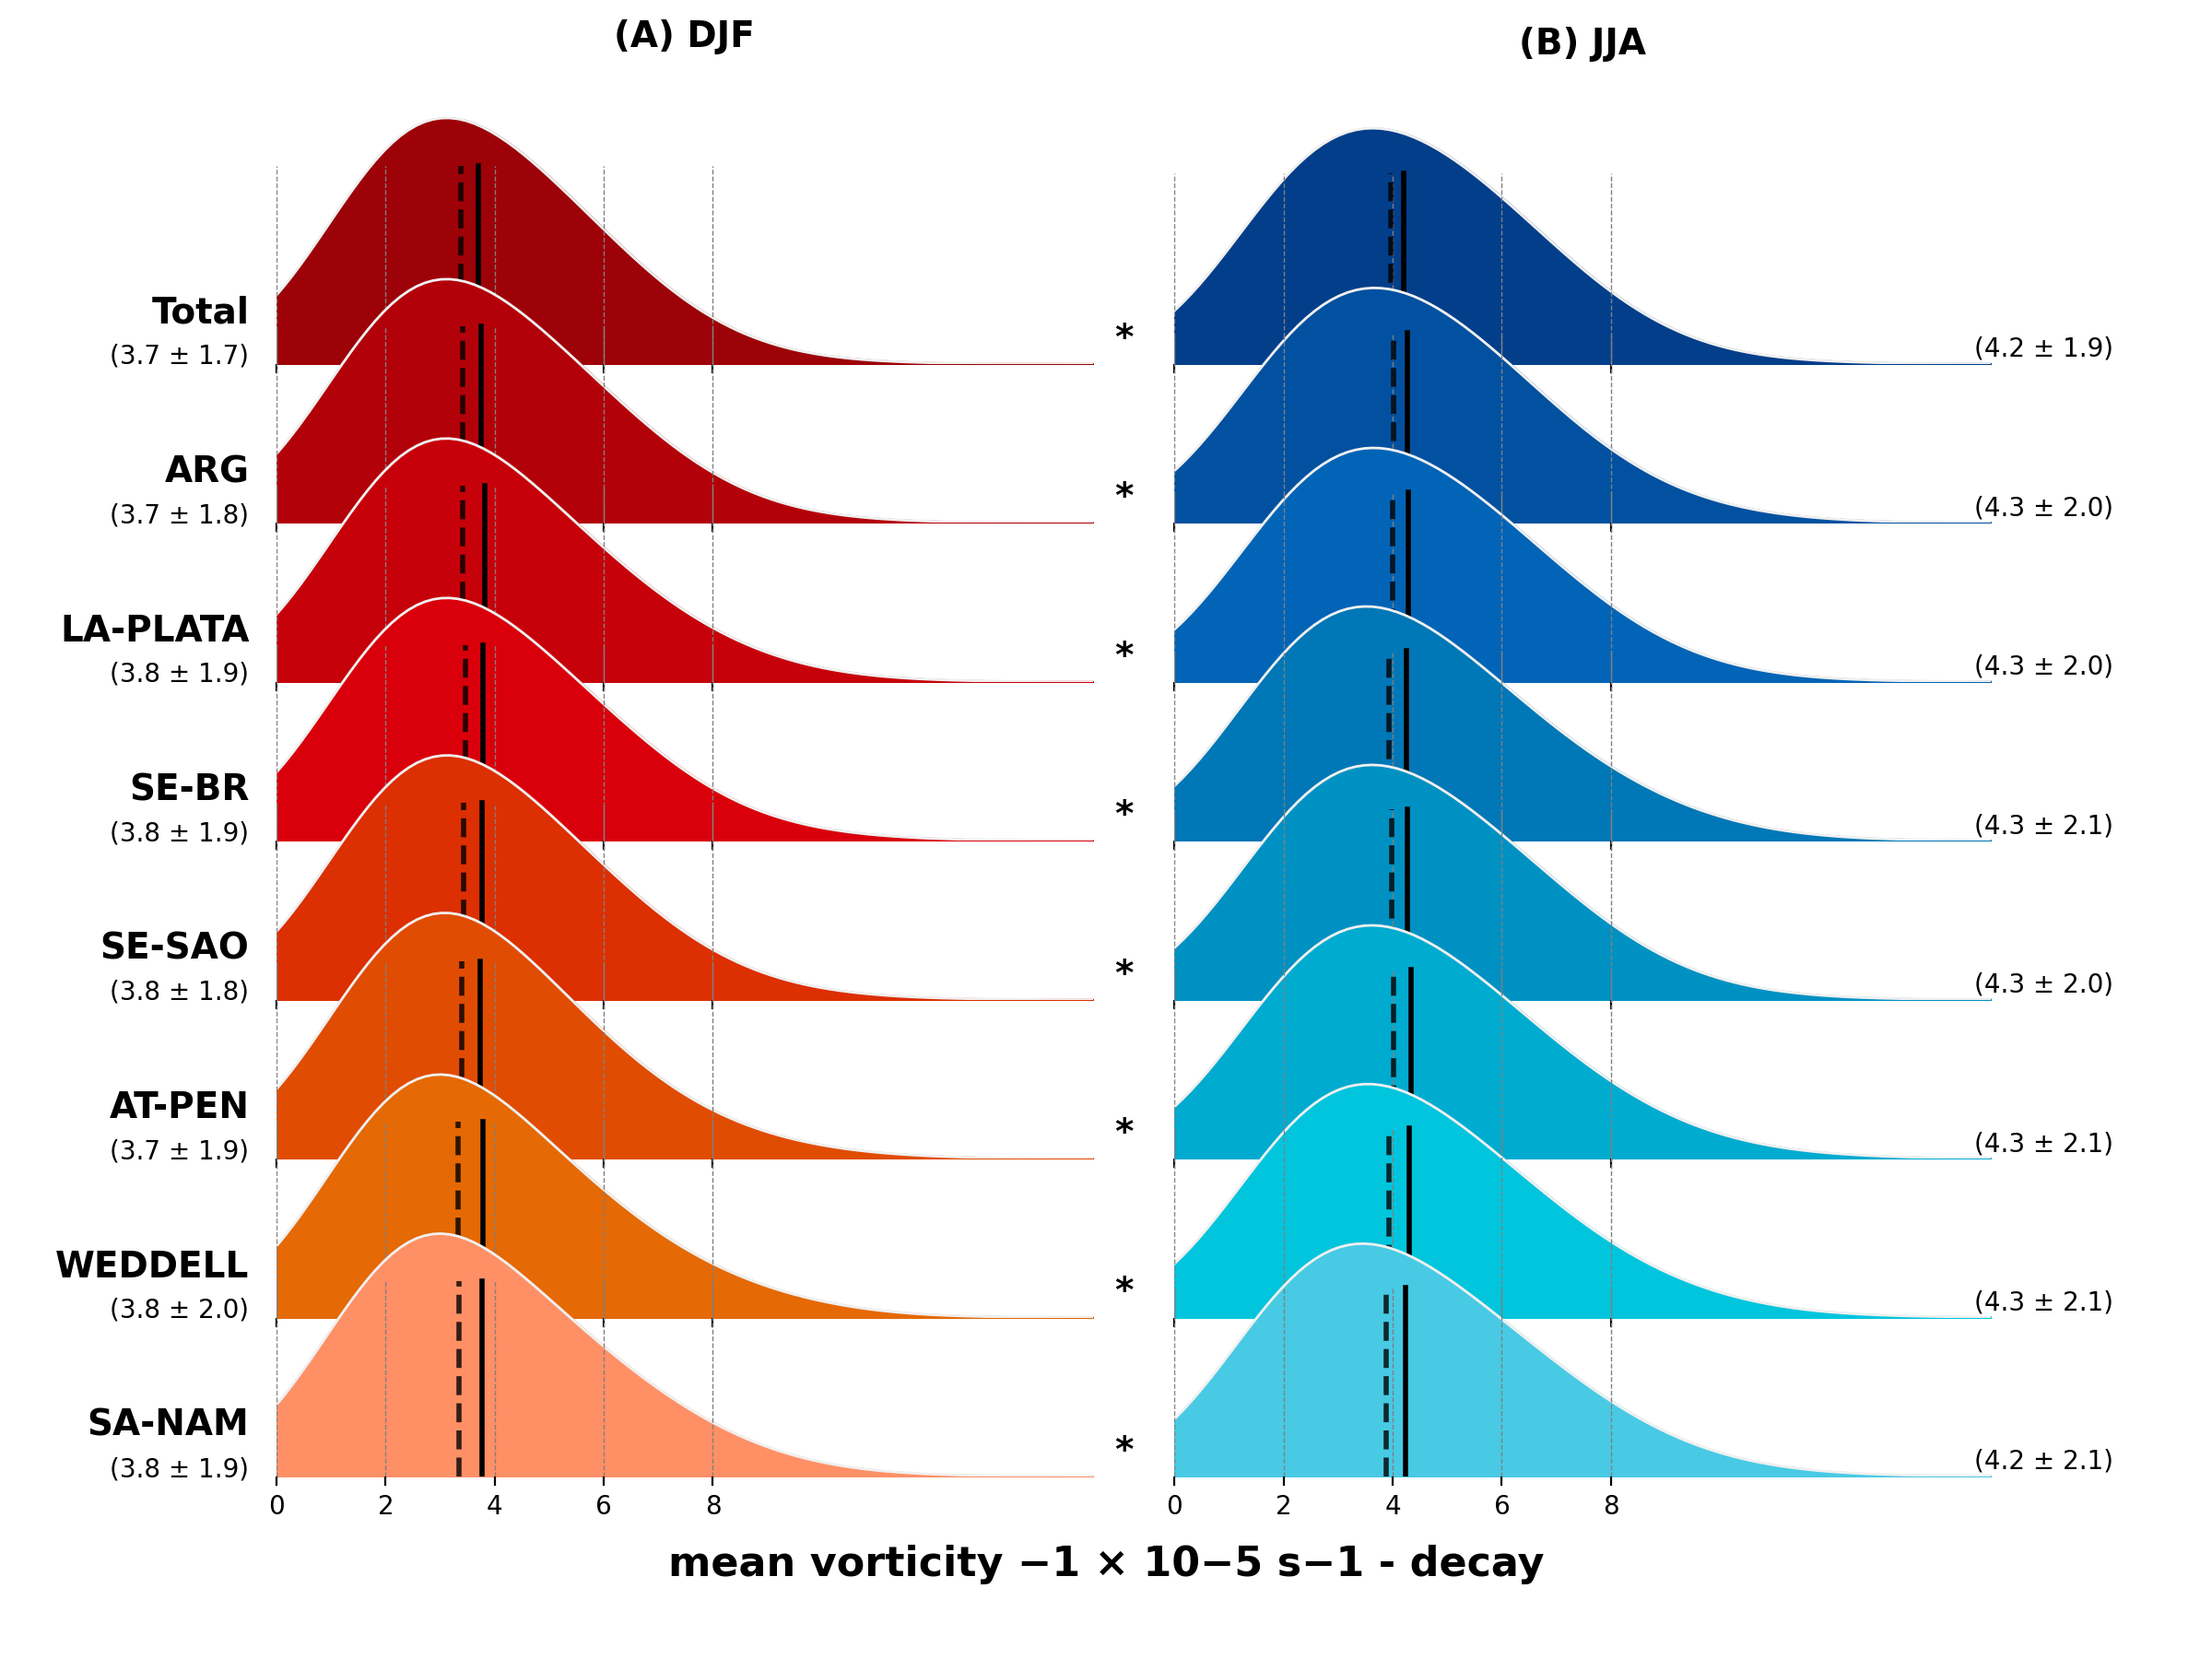 (A) DJF
(B) JJA
Total
(3.7 ± 1.7)
*
(4.2 ± 1.9)
ARG
(3.7 ± 1.8)
*
(4.3 ± 2.0)
LA-PLATA
(3.8 ± 1.9)
*
(4.3 ± 2.0)
SE-BR
(3.8 ± 1.9)
*
(4.3 ± 2.1)
SE-SAO
(3.8 ± 1.8)
*
(4.3 ± 2.0)
AT-PEN
(3.7 ± 1.9)
*
(4.3 ± 2.1)
WEDDELL
(3.8 ± 2.0)
*
(4.3 ± 2.1)
SA-NAM
(3.8 ± 1.9)
*
(4.2 ± 2.1)
0 2 4 6 8
0 2 4 6 8
mean vorticity −1 × 10−5 s−1 - decay